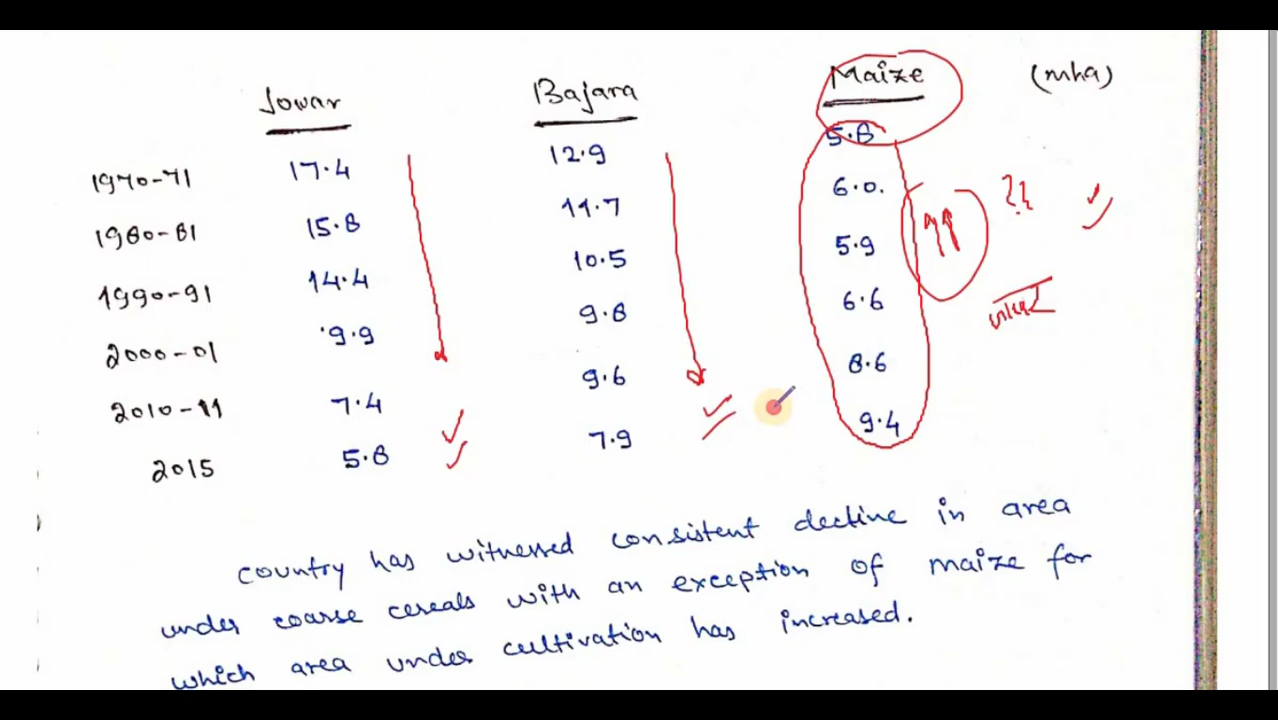 Jowar Bajara Maize (mha)
1970-71 17.4 12.9 5.8
1980-81 15.8 11.7 6.0. ??
1990-91 14.4 10.5 5.9
2000-01 9.9 9.8 6.6
2010-11 7.4 9.6 8.6
2015 5.8 7.9 9.4
Country has witnessed consistent decline in area
under coarse cereals with an exception of maize for
which area under cultivation has increased.